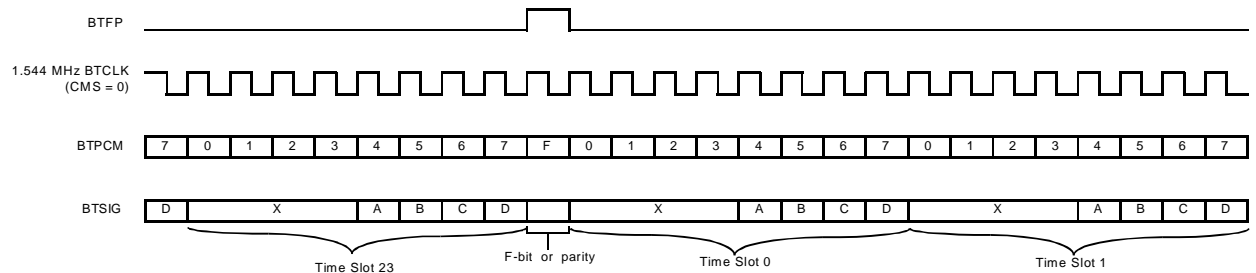 BTFP
1.544 MHz BTCLK
(CMS = 0)
BTPCM 7 0 1 2 3 4 5 6 7 F 0 1 2 3 4 5 6 7 0 1 2 3 4 5 6 7
BTSIG D X A B C D X A B C D X A B C D
Time Slot 23 F-bit or parity Time Slot 0 Time Slot 1